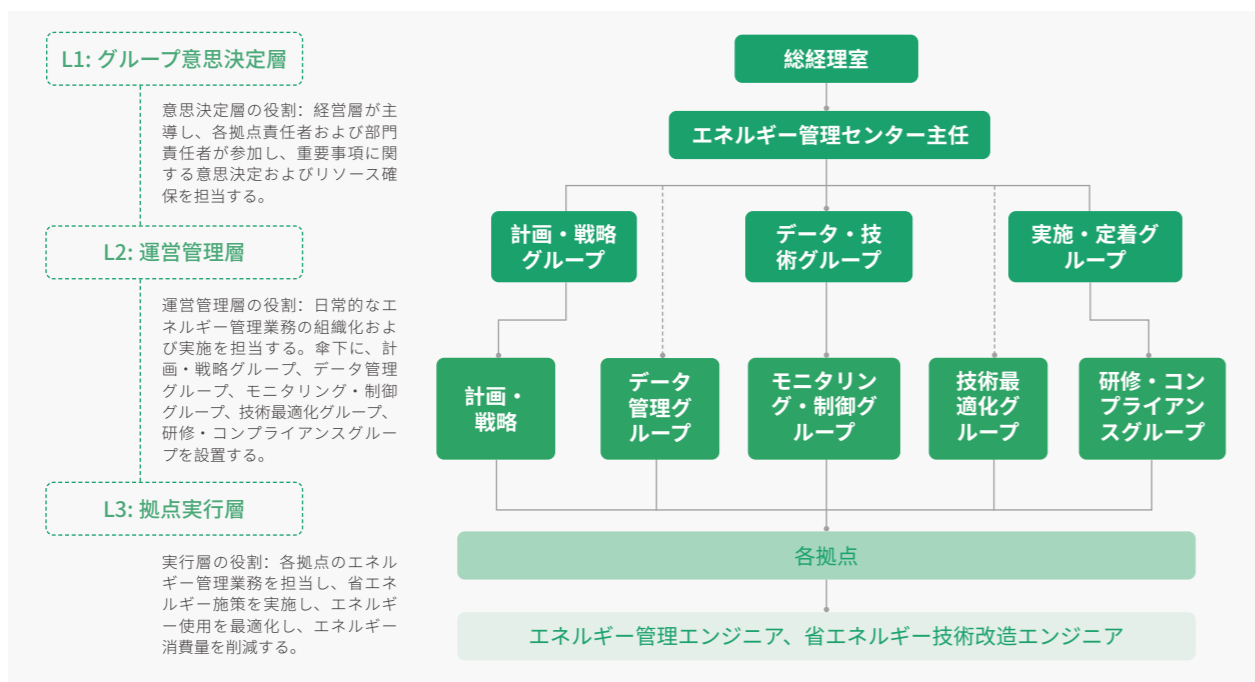 L1: グループ意思決定層
意思決定層の役割：経営層が主
導し、各拠点責任者および部門
責任者が参加し、重要事項に関
する意思決定およびリソース確
保を担当する。
L2: 運営管理層
運営管理層の役割：日常的なエ
ネルギー管理業務の組織化およ
び実施を担当する。傘下に、計
画・戦略グループ、データ管理
グループ、モニタリング・制御
グループ、技術最適化グループ、
研修・コンプライアンスグルー
プを設置する。
L3: 拠点実行層
実行層の役割：各拠点のエネル
ギー管理業務を担当し、省エネ
ルギー施策を実施し、エネルギ
ー使用を最適化し、エネルギー
消費量を削減する。
総経理室
エネルギー管理センター主任
計画・戦略
グループ
データ・技
術グループ
実施・定着グ
ループ
計画・
戦略
データ
管理グ
ループ
モニタリン
グ・制御グ
ループ
技術最
適化グ
ループ
研修・コン
プライアン
スグループ
各拠点
エネルギー管理エンジニア、省エネルギー技術改造エンジニア